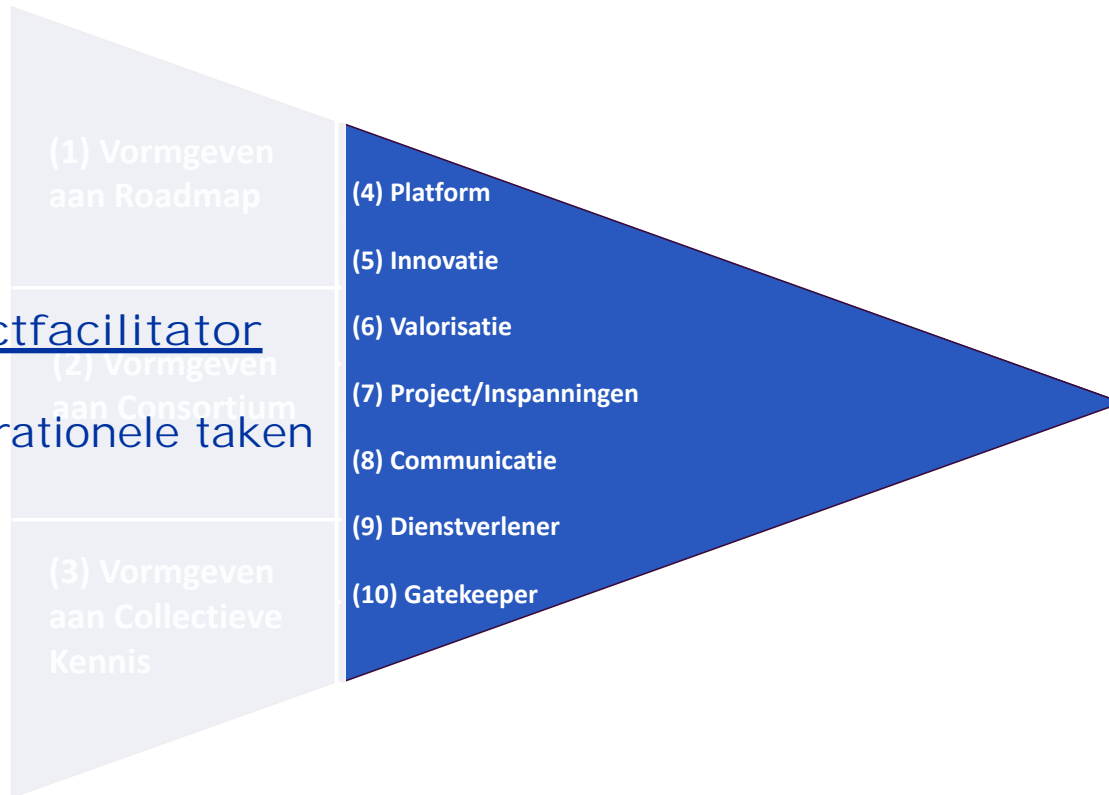 (1) Vormgeven
aan Roadmap
ctfacilitator
(2) Vormgeven
aan Consortium
rationele taken
(3) Vormgeven
aan Collectieve
Kennis
(4) Platform
(5) Innovatie
(6) Valorisatie
(7) Project/Inspanningen
(8) Communicatie
(9) Dienstverlener
(10) Gatekeeper